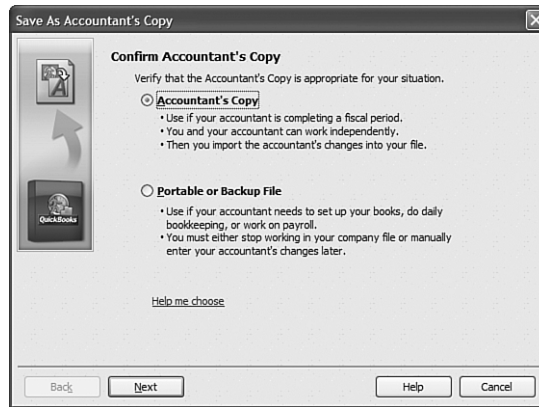 Save As Accountant's Copy
Confirm Accountant's Copy
Verify that the Accountant's Copy is appropriate for your situation.
Accountant's Copy
• Use if your accountant is completing a fiscal period.
• You and your accountant can work independently.
• Then you import the accountant's changes into your file.
A
QuickBooks
Portable or Backup File
• Use if your accountant needs to set up your books, do daily
bookkeeping, or work on payroll.
• You must either stop working in your company file or manually
enter your accountant's changes later.
Help me choose
Back
Next
Help
Cancel